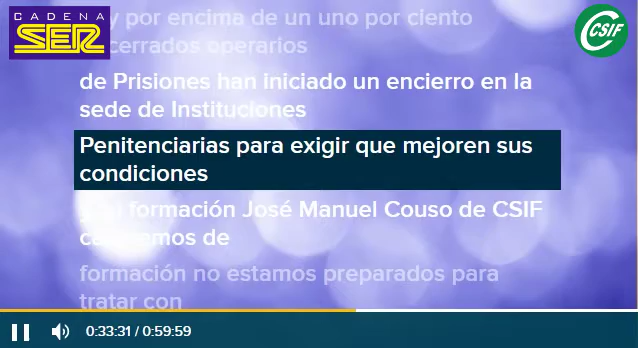 CADENA
SER
CSIF
y por encima de un uno por ciento
cerrados operarios
de Prisiones han iniciado un encierro en la
sede de Instituciones
Penitenciarias para exigir que mejoren sus
condiciones
formación José Manuel Couso de CSIF
de
formación no estamos preparados para
tratar con
0:33:31 / 0:59:59